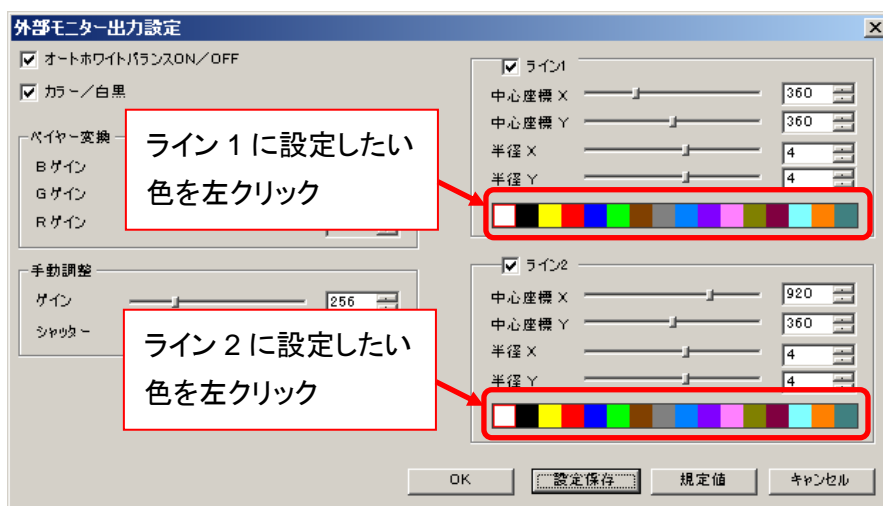 外部モニター出力設定
オートホワイトバランスON／OFF
カラー／白黒
ベイヤー変換
Bゲイン
Gゲイン
Rゲイン
手動調整
ゲイン 256
シャッター
ライン 1 に設定したい
色を左クリック
ライン 2 に設定したい
色を左クリック
ライン1
中心座標 X 360
中心座標 Y 360
半径 X 4
半径 Y 4
ライン2
中心座標 X 920
中心座標 Y 360
半径 X 4
半径 Y 4
OK 設定保存 規定値 キャンセル